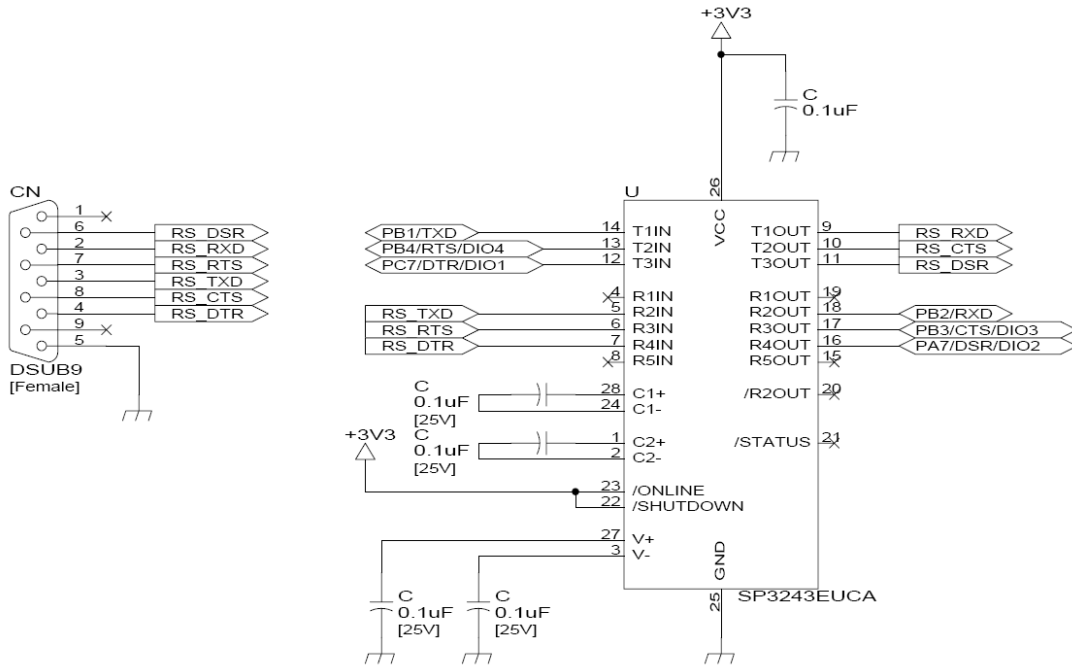 +3V3
C
0.1uF
CN
1
6 RS_DSR
2 RS_RXD
7 RS_RTS
3 RS_TXD
8 RS_CTS
4 RS_DTR
9
5
DSUB9
[Female]
U
26
VCC
PB1/TXD 14 T1IN T1OUT 9 RS_RXD
PB4/RTS/DIO4 13 T2IN T2OUT 10 RS_CTS
PC7/DTR/DIO1 12 T3IN T3OUT 11 RS_DSR
4 R1IN R1OUT 19
RS_TXD 5 R2IN R2OUT 18 PB2/RXD
RS_RTS 6 R3IN R3OUT 17 PB3/CTS/DIO3
RS_DTR 7 R4IN R4OUT 16 PA7/DSR/DIO2
8 R5IN R5OUT 15
C
0.1uF
[25V]
28 C1+ /R2OUT 20
24 C1-
+3V3
C
0.1uF
[25V]
1 C2+ /STATUS 21
2 C2-
23 /ONLINE
22 /SHUTDOWN
27 V+
3 V-
GND
25
SP3243EUCA
C
0.1uF
[25V]
C
0.1uF
[25V]